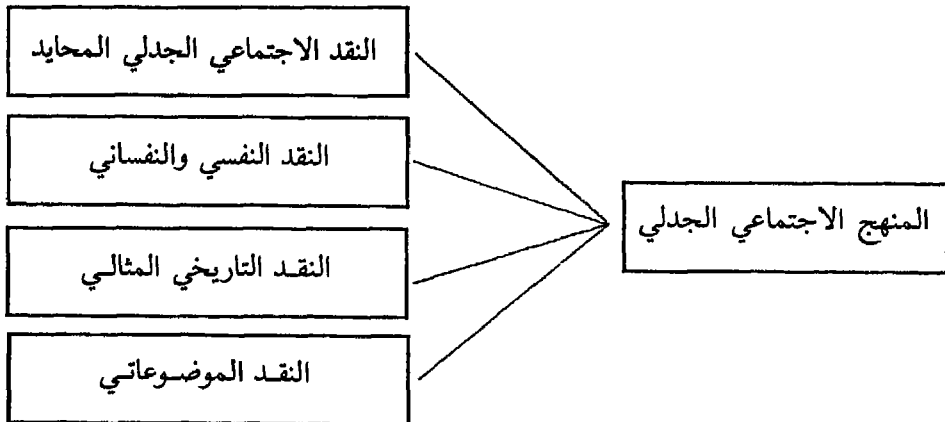 النقد الاجتماعي الجدلي المحايد
النقد النفسي والنفساني
المنهج الاجتماعي الجدلي
النقد التاريخي المثالي
النقد الموضوعاتي